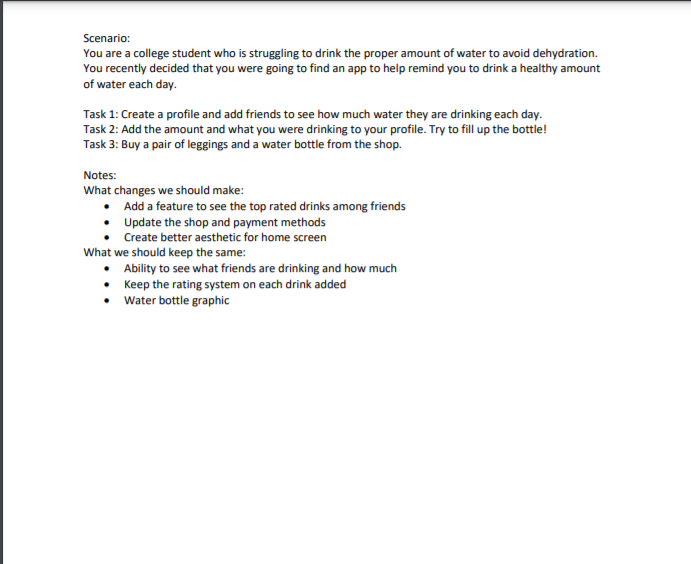 Scenario:
You are a college student who is struggling to drink the proper amount of water to avoid dehydration.
You recently decided that you were going to find an app to help remind you to drink a healthy amount
of water each day.
Task 1: Create a profile and add friends to see how much water they are drinking each day.
Task 2: Add the amount and what you were drinking to your profile. Try to fill up the bottle!
Task 3: Buy a pair of leggings and a water bottle from the shop.
Notes:
What changes we should make:
• Add a feature to see the top rated drinks among friends
• Update the shop and payment methods
• Create better aesthetic for home screen
What we should keep the same:
• Ability to see what friends are drinking and how much
• Keep the rating system on each drink added
• Water bottle graphic